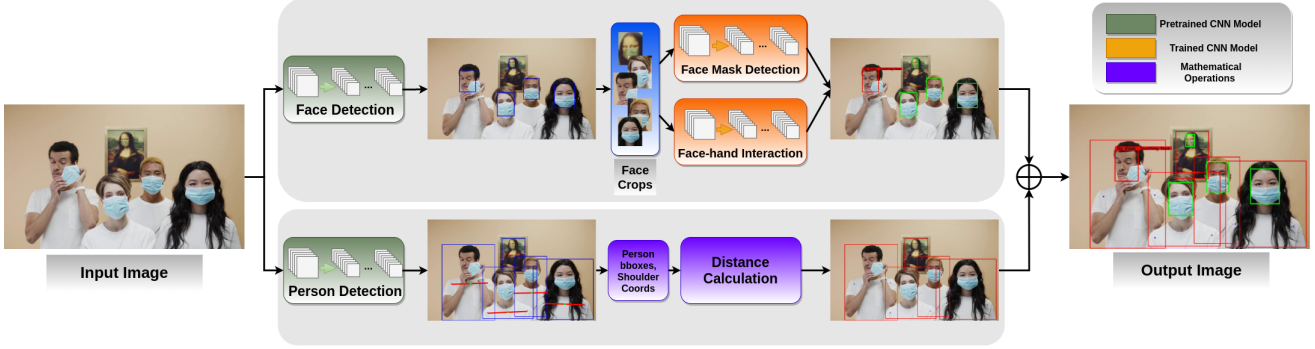 Input Image
Face Detection
...
Face
Crops
Face Mask Detection
...
Face-hand Interaction
...
Person Detection
...
Person
bboxes,
Shoulder
Coords
Distance
Calculation
Pretrained CNN Model
Trained CNN Model
Mathematical
Operations
Output Image